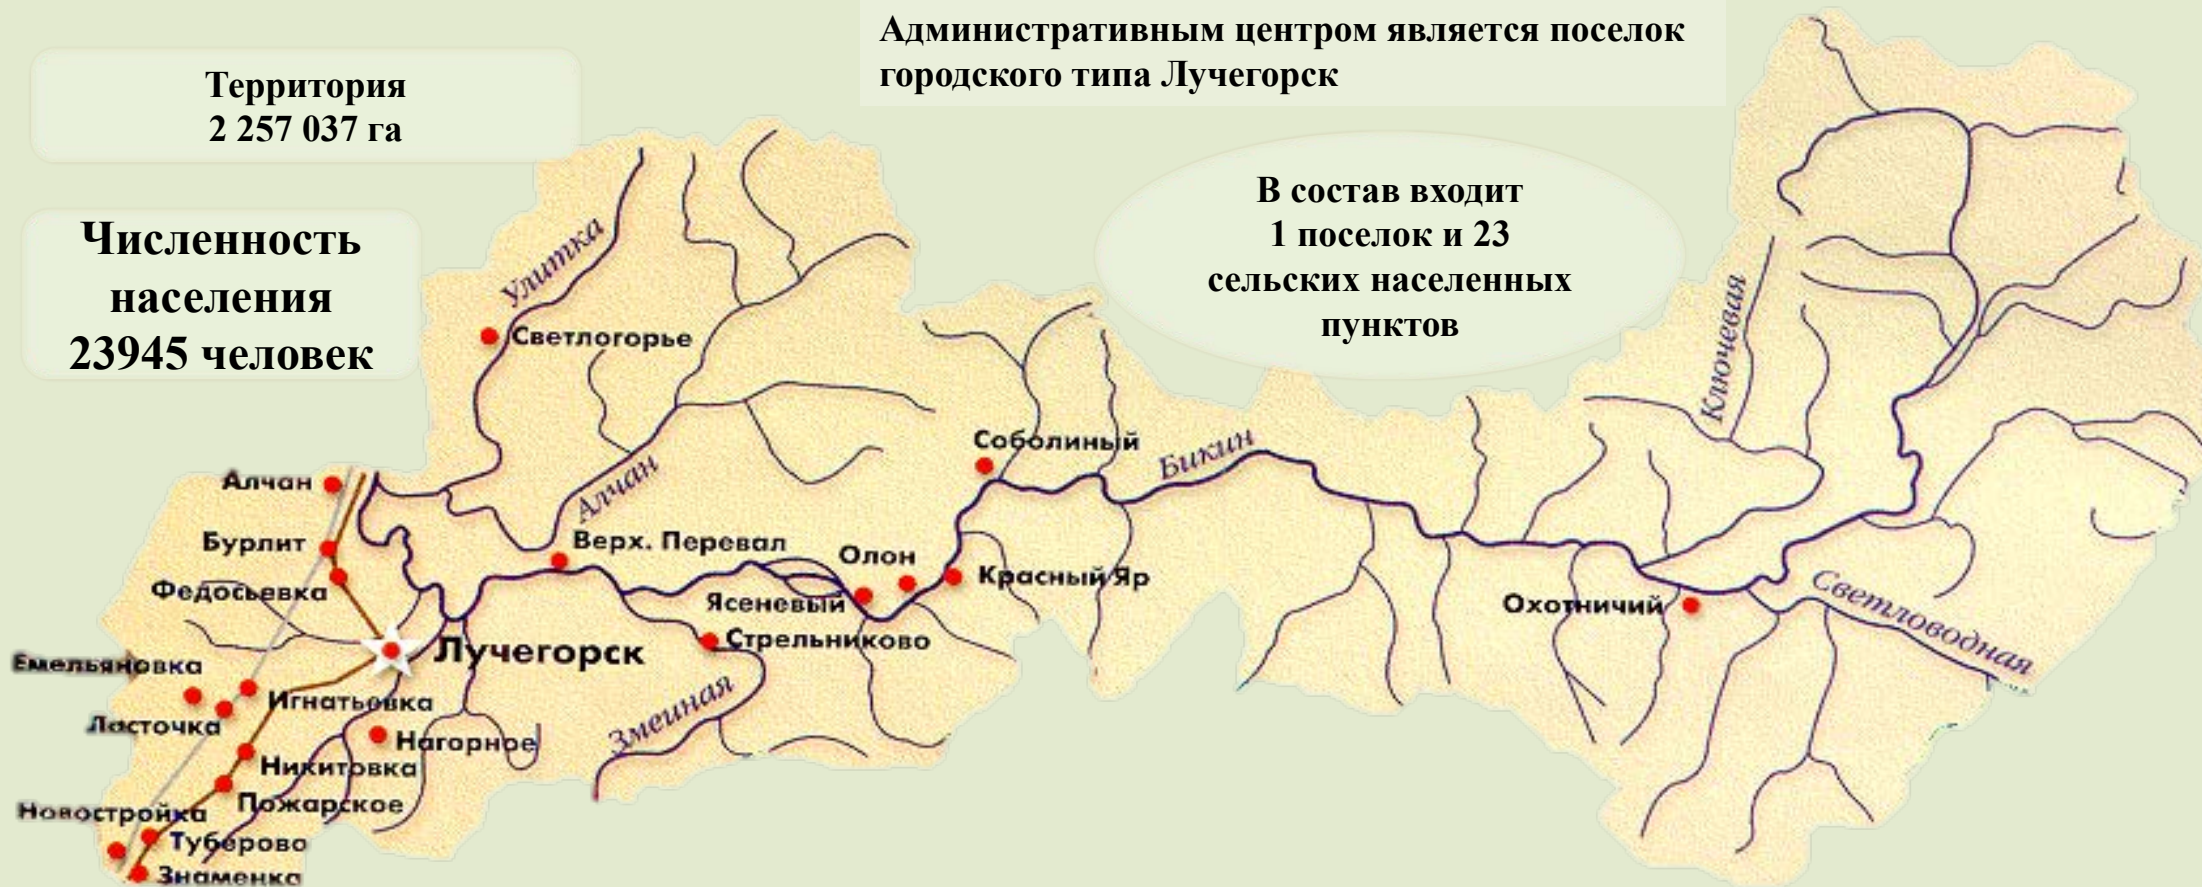 Административным центром является поселок
городского типа Лучегорск
Территория
2 257 037 га
Численность
населения
23945 человек
В состав входит
1 поселок и 23
сельских населенных
пунктов
Улитка
Светлогорье
Ключевая
Соболиный
Бикин
Алчан
Алчан
Бурлит
Верх. Перевал
Олон
Красный Яр
Федосьевка
Ясеневый
Охотничий
Светловодная
Стрельниково
Лучегорск
Емельяновка
Игнатьевка
Ласточка
Змеиная
Нагорное
Никитовка
Пожарское
Новостройка
Туберово
Знаменка